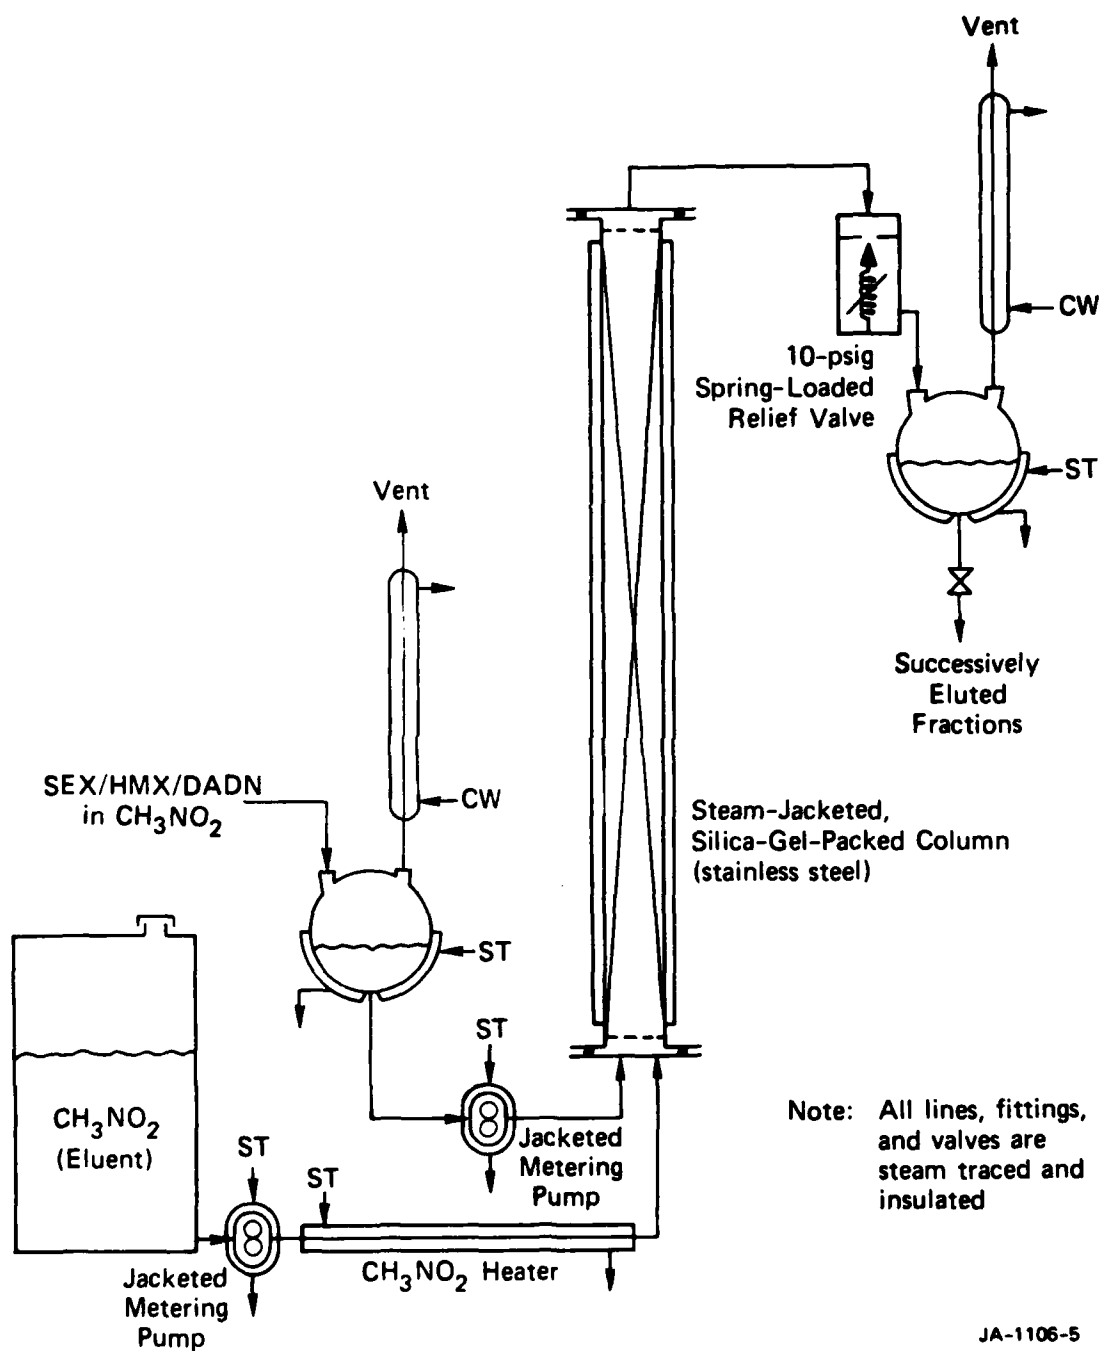 Vent
CW
10-psig
Spring-Loaded
Relief Valve
ST
Successively
Eluted
Fractions
Vent
CW
SEX/HMX/DADN
in CH₃NO₂
ST
Steam-Jacketed,
Silica-Gel-Packed Column
(stainless steel)
CH₃NO₂
(Eluent)
ST
Jacketed
Metering
Pump
ST
Jacketed
Metering
Pump
ST
CH₃NO₂ Heater
Note: All lines, fittings,
and valves are
steam traced and
insulated
JA-1106-5